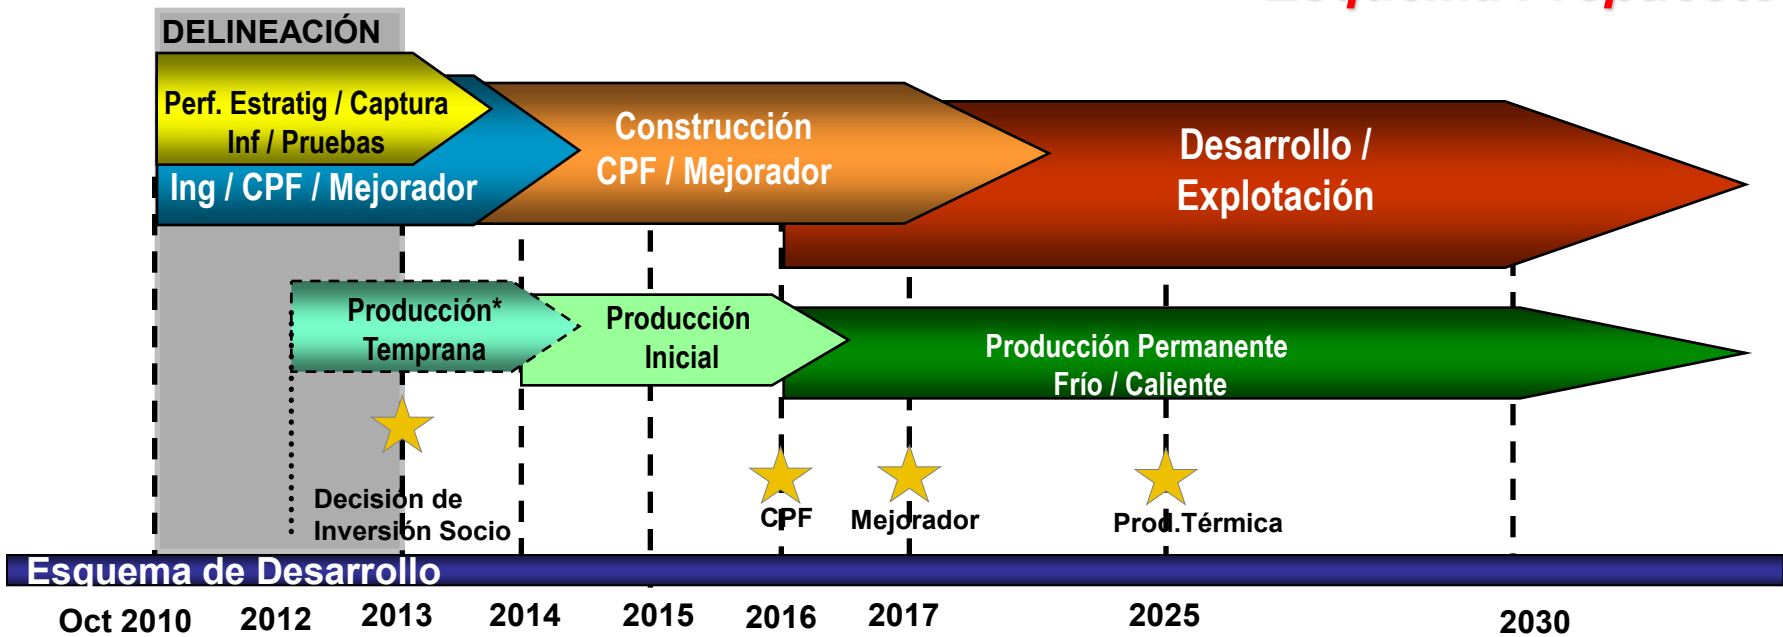 DELINEACIÓN
Perf. Estratig / Captura
Inf / Pruebas
Ing / CPF / Mejorador
Construcción
CPF / Mejorador
Desarrollo /
Explotación
Producción*
Temprana
Producción
Inicial
Producción Permanente
Frío / Caliente
Decisión de
Inversión Socio
CPF
Mejorador
Prod.Térmica
Esquema de Desarrollo
Oct 2010
2012
2013
2014
2015
2016
2017
2025
2030